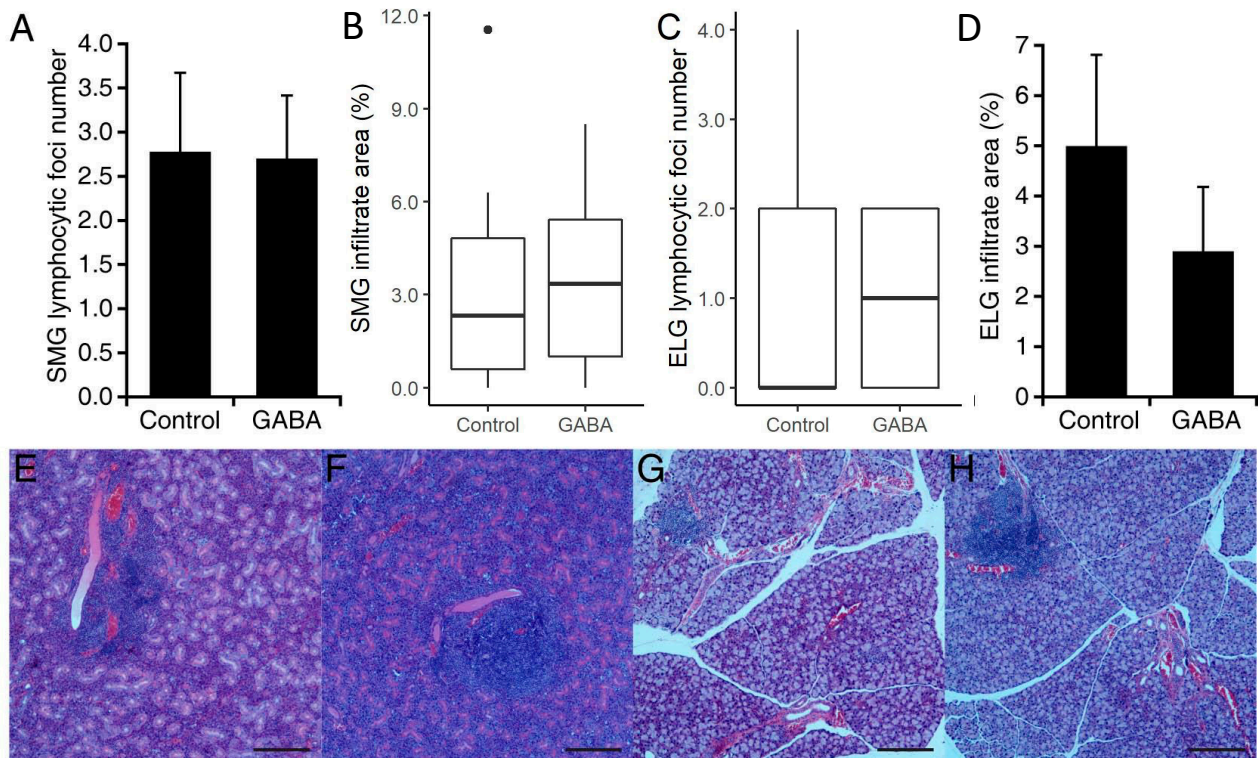 A
SMG lymphocytic foci number
4.0
3.5
3.0
2.5
2.0
1.5
1.0
0.5
0.0
Control GABA
B
SMG infiltrate area (%)
12.0
9.0
6.0
3.0
0.0
Control GABA
C
ELG lymphocytic foci number
4.0
3.0
2.0
1.0
0.0
Control GABA
D
ELG infiltrate area (%)
7
6
5
4
3
2
1
0
Control GABA
E
F
G
H